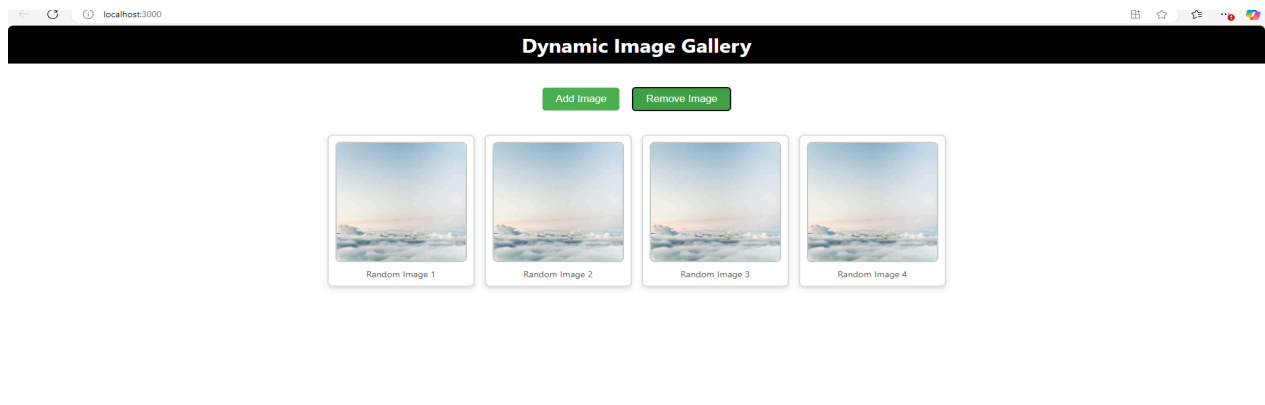 localhost:3000
Dynamic Image Gallery
Add Image Remove Image
Random Image 1 Random Image 2 Random Image 3 Random Image 4